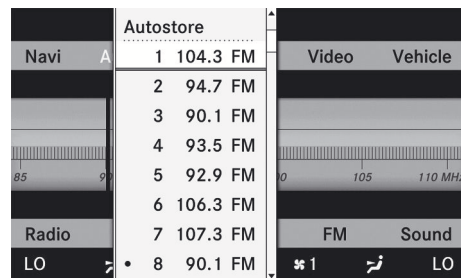 Autostore
Navi A Video Vehicle
1 104.3 FM
2 94.7 FM
3 90.1 FM
4 93.5 FM
5 92.9 FM
85 105 110 MHz
6 106.3 FM
Radio 7 107.3 FM FM Sound
LO • 8 90.1 FM 1 LO